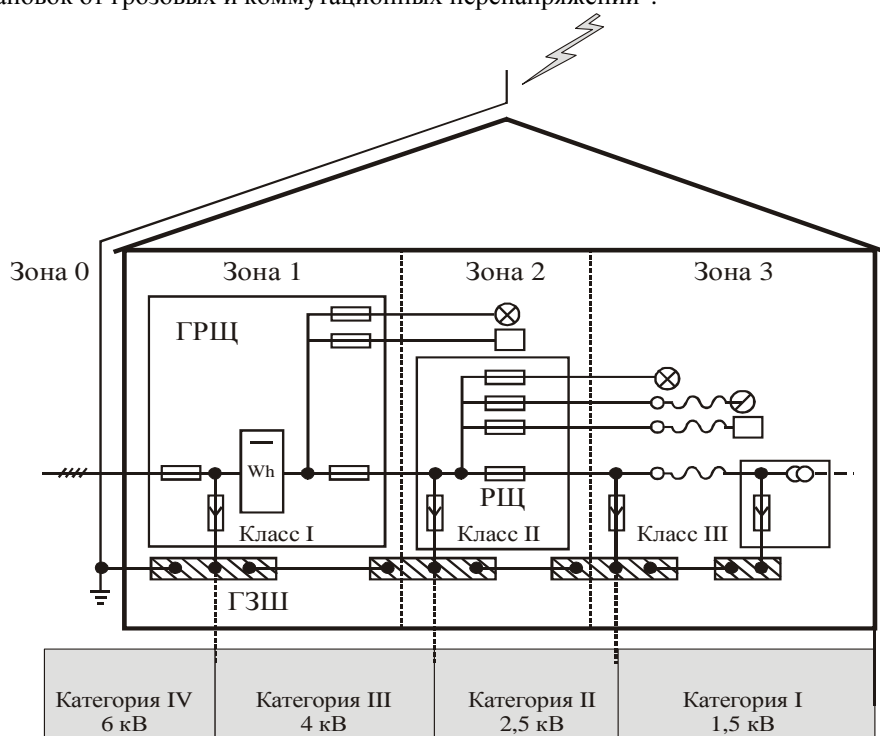 от грозовых и коммутационных перенапряжений".
Зона 0
Зона 1
Зона 2
Зона 3
ГРЩ
Wh
РЩ
Класс I
Класс II
Класс III
ГЗШ
Категория IV
6 кВ
Категория III
4 кВ
Категория II
2,5 кВ
Категория I
1,5 кВ